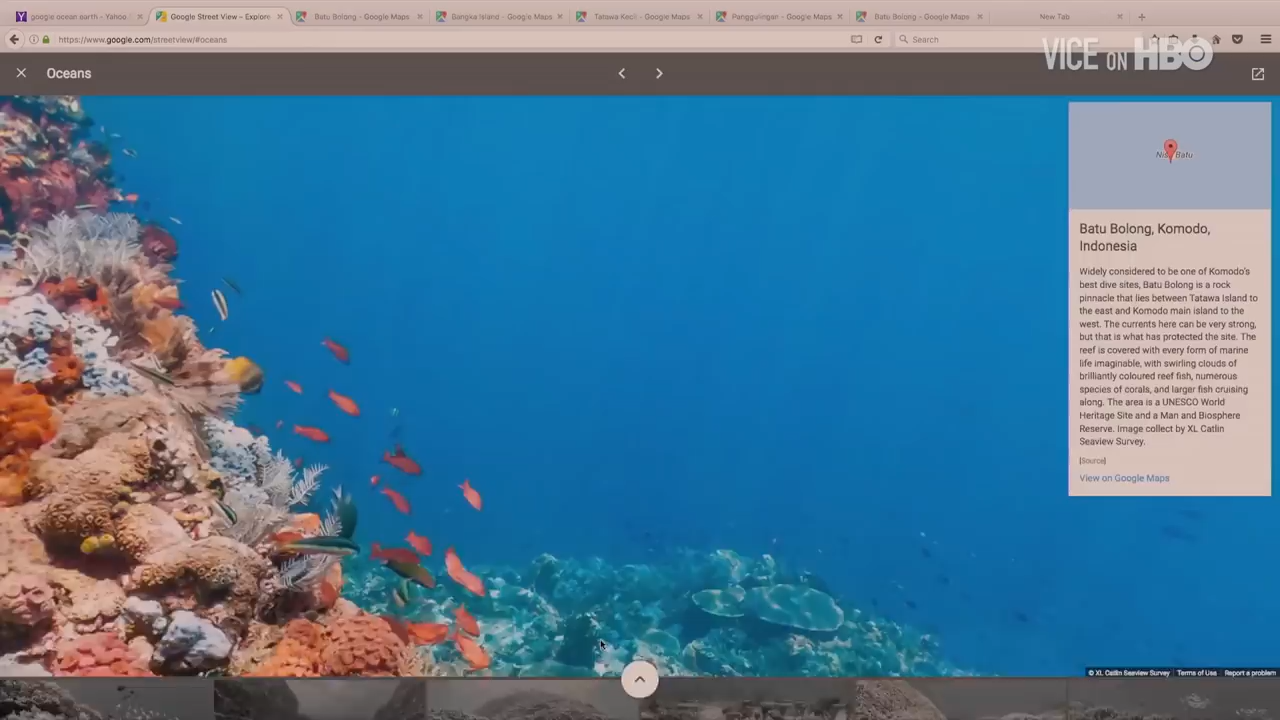 google ocean earth - Yahoo
Google Street View – Explore
Batu Bolong - Google Maps
Bangka Island - Google Maps
Tatawa Kecil - Google Maps
Panggulingan - Google Maps
Batu Bolong - Google Maps
New Tab
https://www.google.com/streetview/#oceans
Search
VICE ON HBO
Oceans
Batu Bolong, Komodo,
Indonesia
Widely considered to be one of Komodo's
best dive sites, Batu Bolong is a rock
pinnacle that lies between Tatawa Island to
the east and Komodo main island to the
west. The currents here can be very strong,
but that is what has protected the site. The
reef is covered with every form of marine
life imaginable, with swirling clouds of
brilliantly coloured reef fish, numerous
species of corals, and larger fish cruising
along. The area is a UNESCO World
Heritage Site and a Man and Biosphere
Reserve. Image collect by XL Catlin
Seaview Survey.
[Source]
View on Google Maps
© XL Catlin Seaview Survey Terms of Use Report a problem